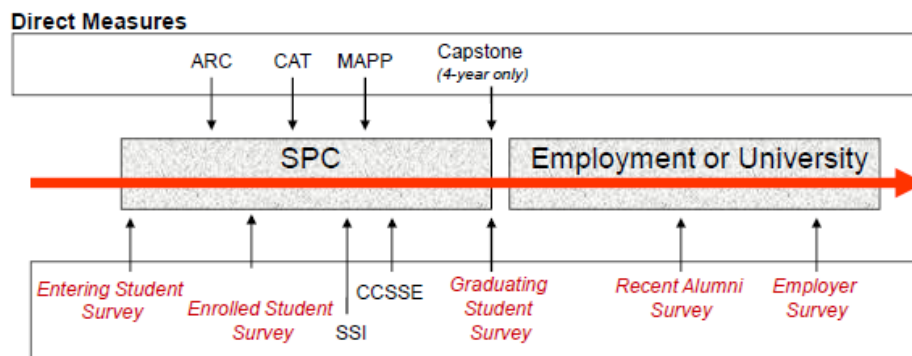 Direct Measures
ARC CAT MAPP Capstone
(4-year only)
SPC
Employment or University
Entering Student
Survey
Enrolled Student
Survey
SSI
CCSSE
Graduating
Student
Survey
Recent Alumni
Survey
Employer
Survey